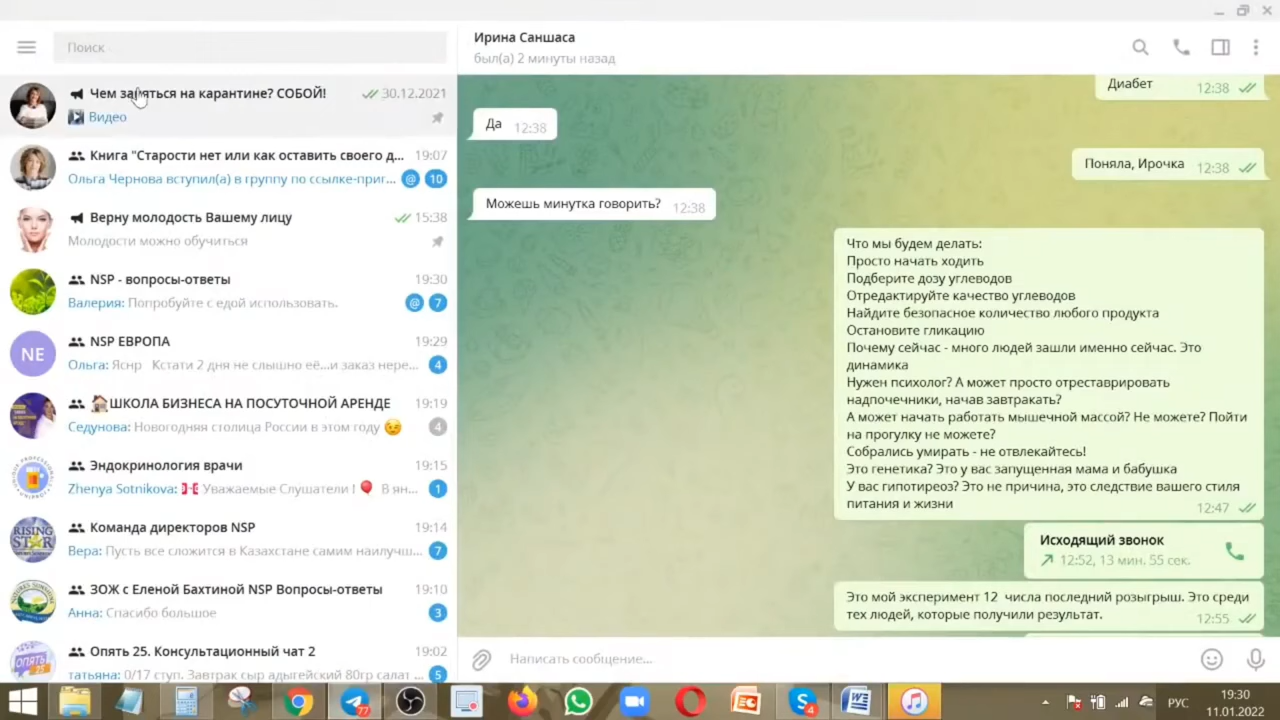 Поиск
Чем заняться на карантине? СОБОЙ!
30.12.2021
Видео
Книга "Старости нет или как оставить своего д...
19:07
Ольга Чернова вступил(а) в группу по ссылке-приг...
@ 10
Верну молодость Вашему лицу
15:38
Молодости можно обучиться
NSP - вопросы-ответы
19:30
Валерия: Попробуйте с едой использовать.
@ 7
NE
NSP ЕВРОПА
19:29
Ольга: Яснр Кстати 2 дня не слышно её...и заказ нере...
4
ШКОЛА БИЗНЕСА НА ПОСУТОЧНОЙ АРЕНДЕ
19:19
Седунова: Новогодняя столица России в этом году
4
Эндокринология врачи
19:15
Zhenya Sotnikova: Уважаемые Слушатели ! В ян...
1
RISING STAR
Команда директоров NSP
19:14
Вера: Пусть все сложится в Казахстане самим наилучш...
7
ЗОЖ с Еленой Бахтиной NSP Вопросы-ответы
19:10
Анна: Спасибо большое
3
ОПЯТЬ 25
Опять 25. Консультационный чат 2
19:02
татьяна: 0/17 ступ. Завтрак сыр адыгейский 80гр салат ...
5
Ирина Саншаса
был(а) 2 минуты назад
Диабет
12:38
Да
12:38
Поняла, Ирочка
12:38
Можешь минутка говорить?
12:38
Что мы будем делать:
Просто начать ходить
Подберите дозу углеводов
Отредактируйте качество углеводов
Найдите безопасное количество любого продукта
Остановите гликацию
Почему сейчас - много людей зашли именно сейчас. Это
динамика
Нужен психолог? А может просто отреставрировать
надпочечники, начав завтракать?
А может начать работать мышечной массой? Не можете? Пойти
на прогулку не можете?
Собрались умирать - не отвлекайтесь!
Это генетика? Это у вас запущенная мама и бабушка
У вас гипотиреоз? Это не причина, это следствие вашего стиля
питания и жизни
12:47
Исходящий звонок
12:52, 13 мин. 55 сек.
Это мой эксперимент 12 числа последний розыгрыш. Это среди
тех людей, которые получили результат.
12:55
Написать сообщение...
77
4
РУС
19:30
11.01.2022